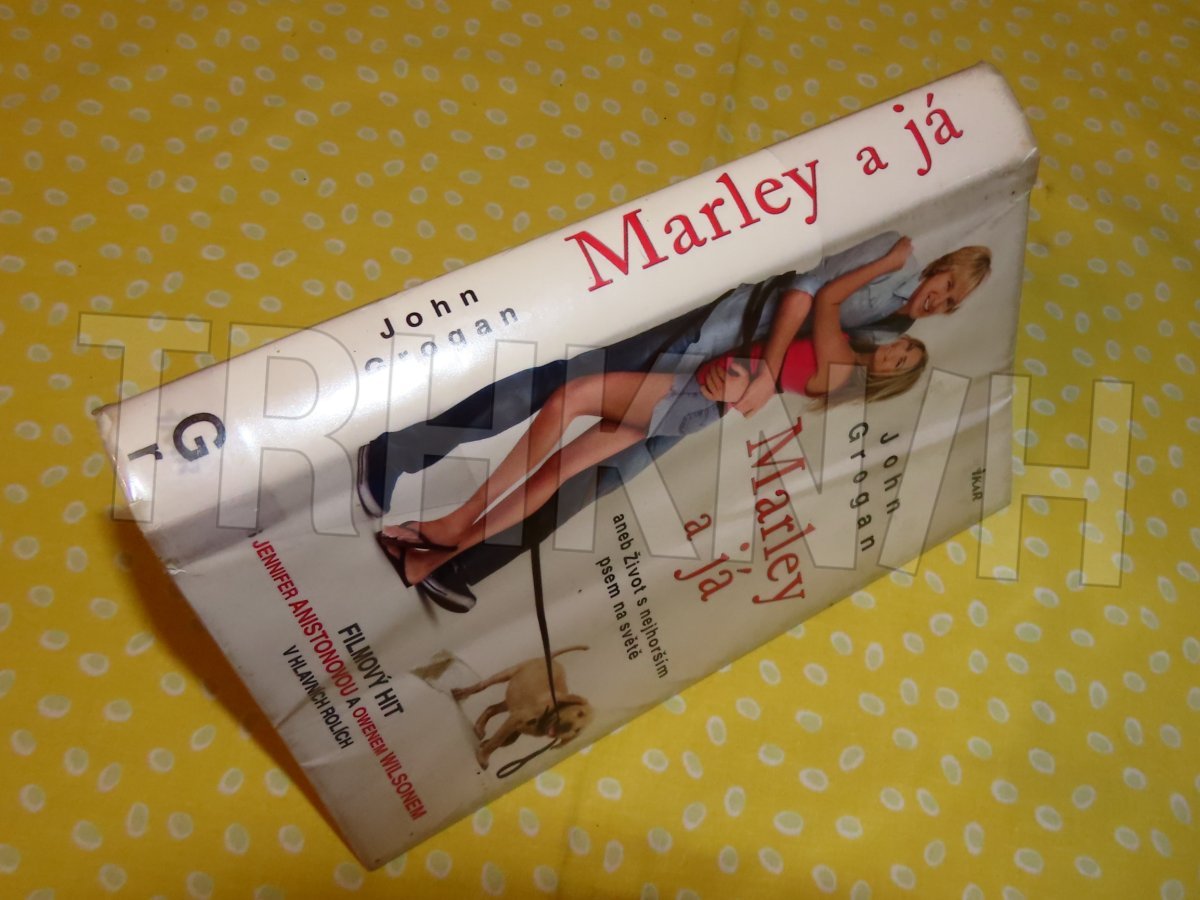 Marley a já
John
Grogan
G
r
John
Grogan
Marley
a já
aneb život s nejhorším
psem na světě
IKAR
FILMOVÝ HIT
S JENNIFER ANISTONOVOU A OWENEM WILSONEM
V HLAVNÍCH ROLÍCH
TRHKNIH